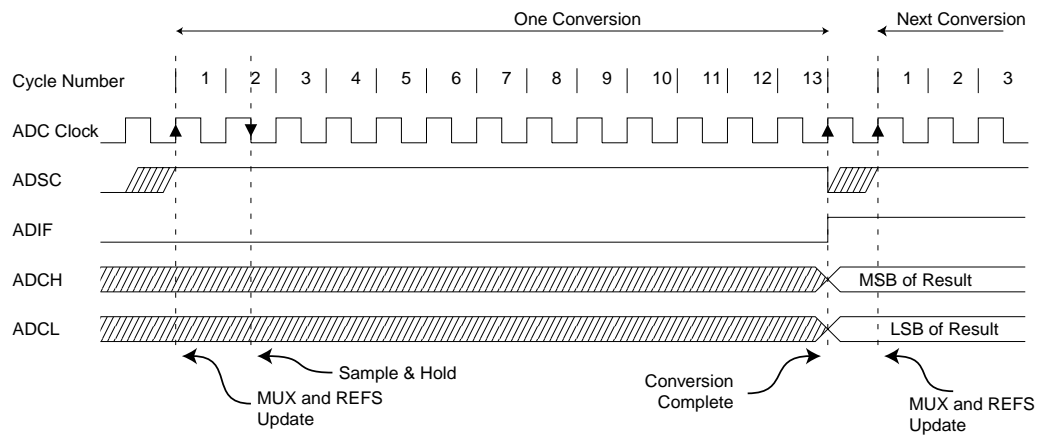 One Conversion
Next Conversion
Cycle Number 1 2 3 4 5 6 7 8 9 10 11 12 13 1 2 3
ADC Clock
ADSC
ADIF
ADCH MSB of Result
ADCL LSB of Result
Sample & Hold
MUX and REFS
Update
Conversion
Complete
MUX and REFS
Update